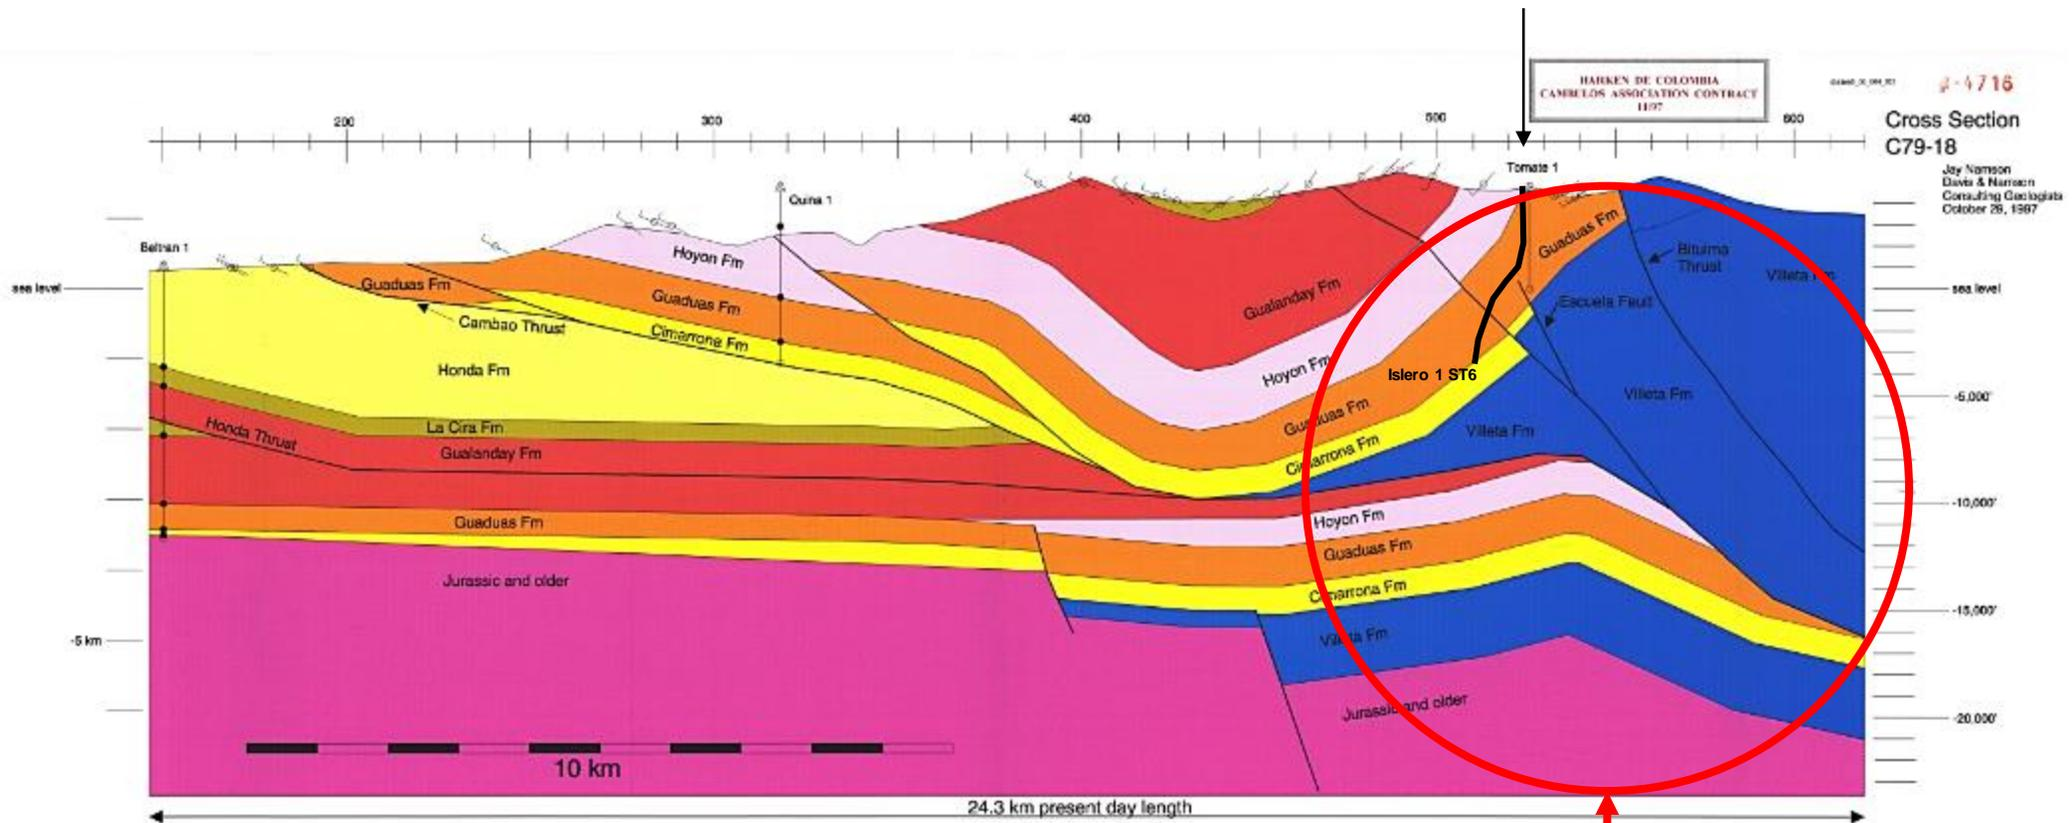 HARKEN DE COLOMBIA
CAMBULOS ASSOCIATION CONTRACT
11/97
Cross Section
C79-18
Jay Namson
Davis & Namson
Consulting Geologists
October 29, 1997
200
300
400
500
600
Tomate 1
Quina 1
Beltran 1
sea level
Hoyon Fm
Guaduas Fm
Guaduas Fm
Cambao Thrust
Cimarrona Fm
Honda Fm
La Cira Fm
Honda Thrust
Gualanday Fm
Guaduas Fm
Jurassic and older
-5 km
10 km
24.3 km present day length
Gualanday Fm
Hoyon Fm
Guaduas Fm
Cimarrona Fm
Islero 1 ST6
Guaduas Fm
Bituima
Thrust
Villeta Fm
Escuela Fault
Villeta Fm
Villeta Fm
Hoyon Fm
Guaduas Fm
Cimarrona Fm
Villeta Fm
Jurassic and older
sea level
-5,000'
-10,000'
-15,000'
-20,000'